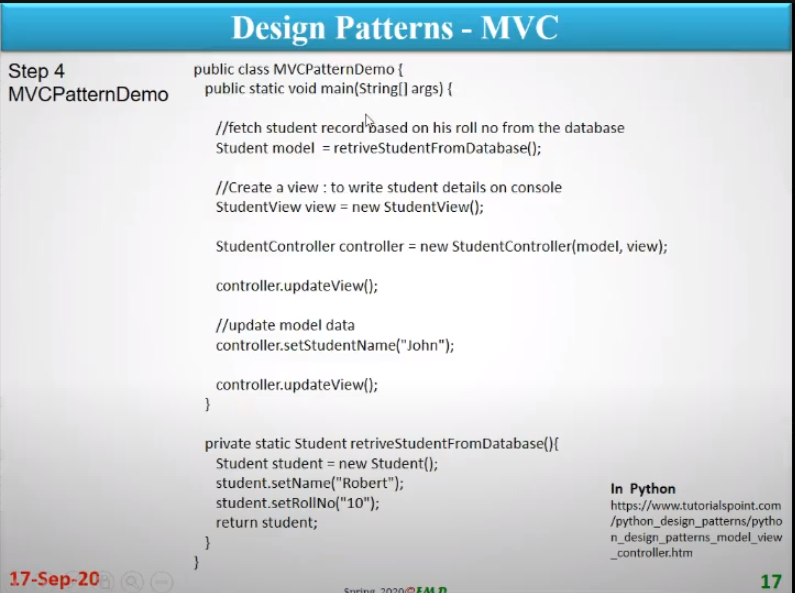 Design Patterns - MVC
Step 4
MVCPatternDemo
public class MVCPatternDemo {
public static void main(String[] args) {
//fetch student record based on his roll no from the database
Student model = retriveStudentFromDatabase();
//Create a view : to write student details on console
StudentView view = new StudentView();
StudentController controller = new StudentController(model, view);
controller.updateView();
//update model data
controller.setStudentName("John");
controller.updateView();
}
private static Student retriveStudentFromDatabase(){
Student student = new Student();
student.setName("Robert");
student.setRollNo("10");
return student;
}
}
In Python
https://www.tutorialspoint.com
/python_design_patterns/pytho
n_design_patterns_model_view
_controller.htm
17-Sep-20
Spring 2020©
17